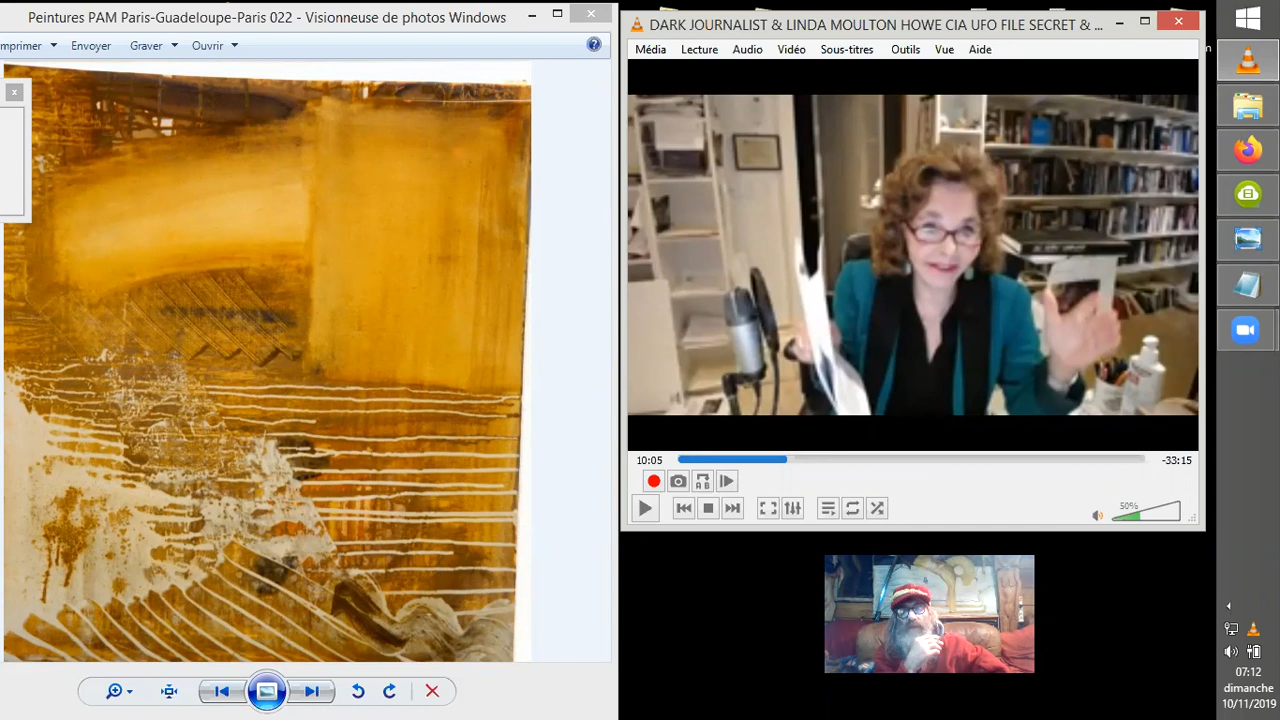 Peintures PAM Paris-Guadeloupe-Paris 022 - Visionneuse de photos Windows
mprimer Envoyer Graver Ouvrir
DARK JOURNALIST & LINDA MOULTON HOWE CIA UFO FILE SECRET & ...
Média Lecture Audio Vidéo Sous-titres Outils Vue Aide
10:05 -33:15
50%
07:12
dimanche
10/11/2019